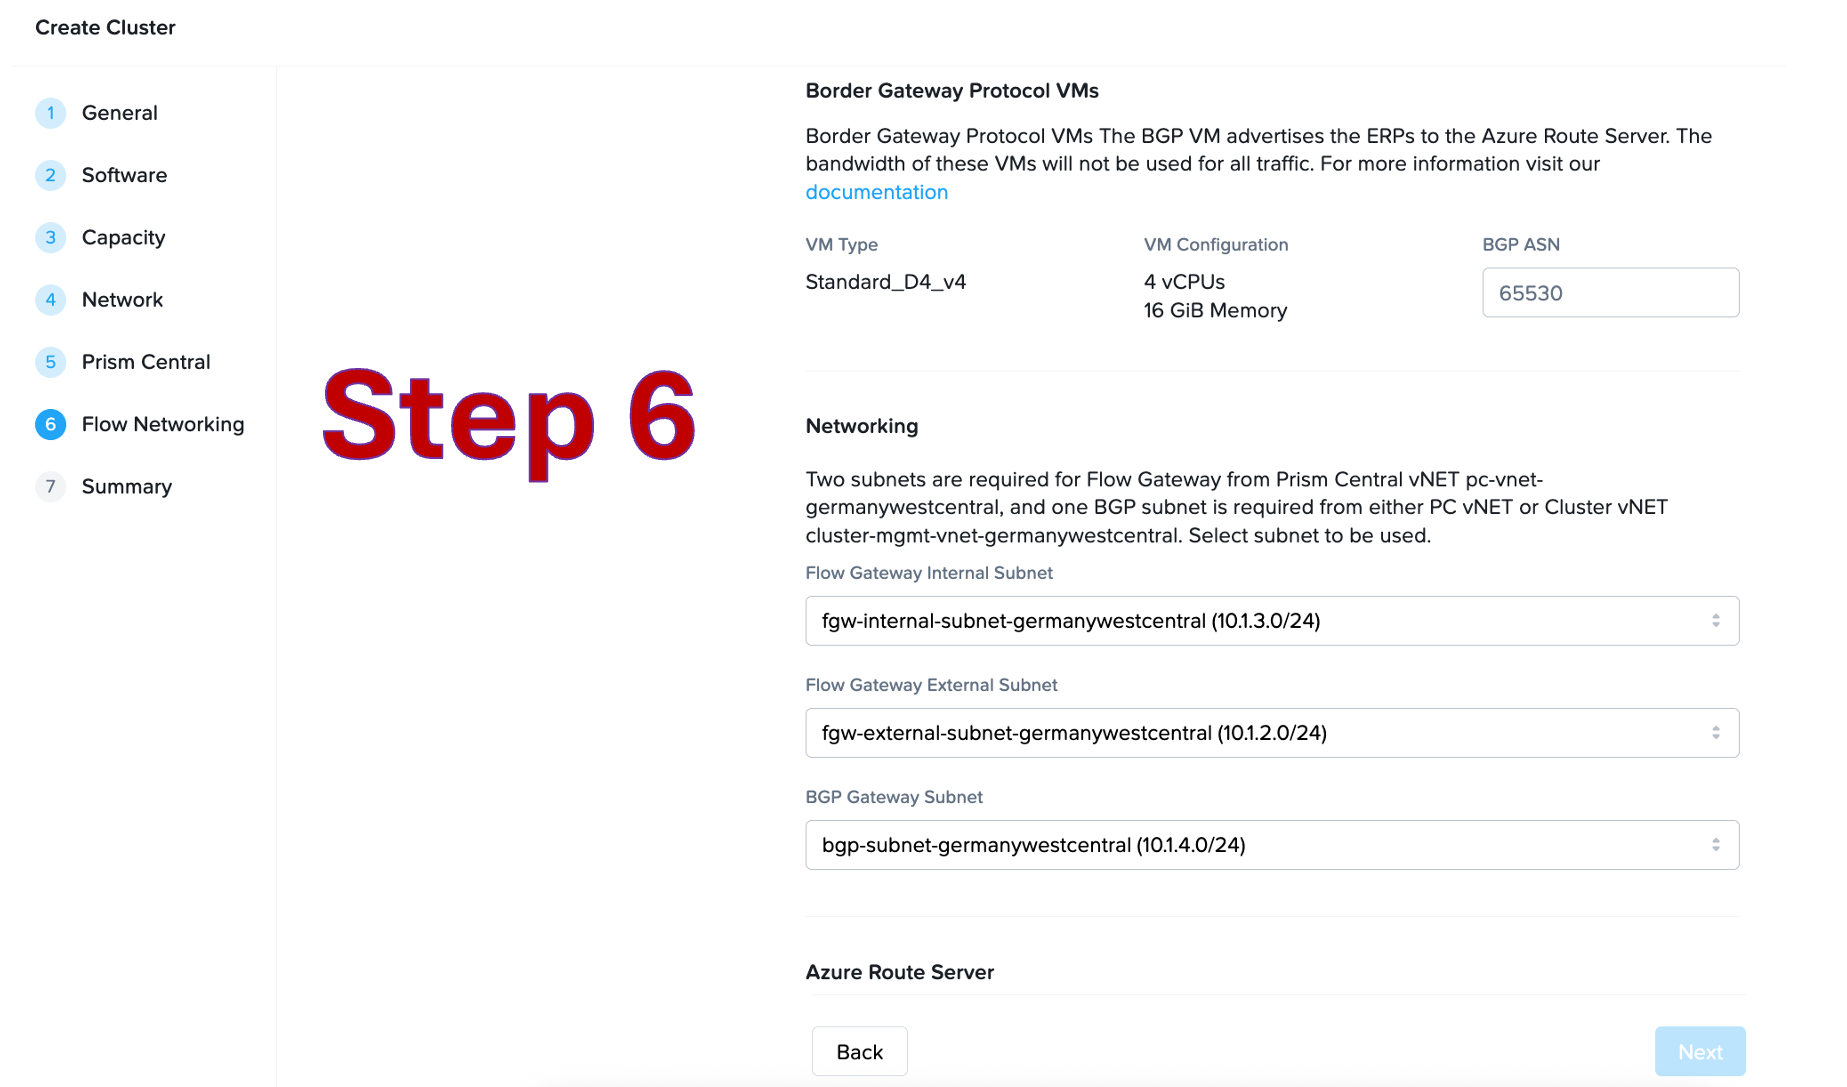 Create Cluster
1 General
2 Software
3 Capacity
4 Network
5 Prism Central
6 Flow Networking
7 Summary
Step 6
Border Gateway Protocol VMs
Border Gateway Protocol VMs The BGP VM advertises the ERPs to the Azure Route Server. The
bandwidth of these VMs will not be used for all traffic. For more information visit our
documentation
VM Type VM Configuration BGP ASN
Standard_D4_v4 4 vCPUs 65530
16 GiB Memory
Networking
Two subnets are required for Flow Gateway from Prism Central vNET pc-vnet-
germanywestcentral, and one BGP subnet is required from either PC vNET or Cluster vNET
cluster-mgmt-vnet-germanywestcentral. Select subnet to be used.
Flow Gateway Internal Subnet
fgw-internal-subnet-germanywestcentral (10.1.3.0/24)
Flow Gateway External Subnet
fgw-external-subnet-germanywestcentral (10.1.2.0/24)
BGP Gateway Subnet
bgp-subnet-germanywestcentral (10.1.4.0/24)
Azure Route Server
Back Next